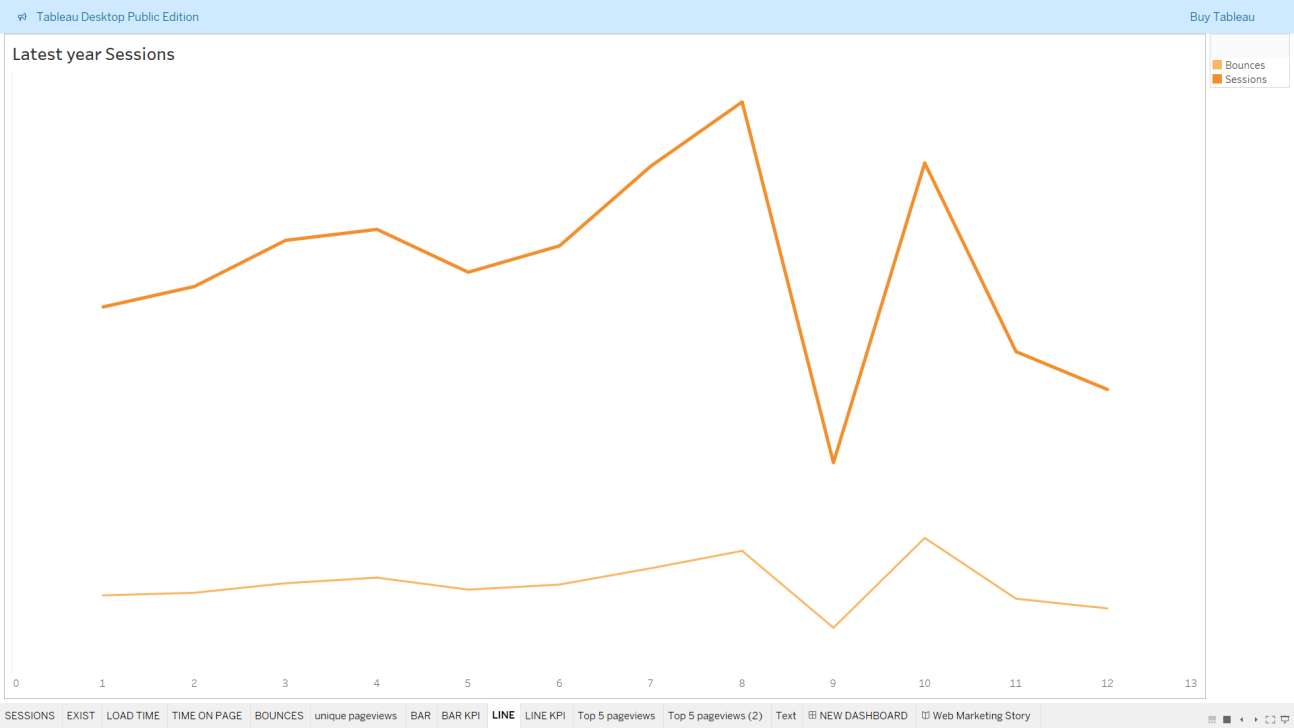 Tableau Desktop Public Edition
Buy Tableau
Latest year Sessions
Bounces
Sessions
0 1 2 3 4 5 6 7 8 9 10 11 12 13
SESSIONS EXIST LOAD TIME TIME ON PAGE BOUNCES unique pageviews BAR BAR KPI LINE LINE KPI Top 5 pageviews Top 5 pageviews (2) Text NEW DASHBOARD Web Marketing Story